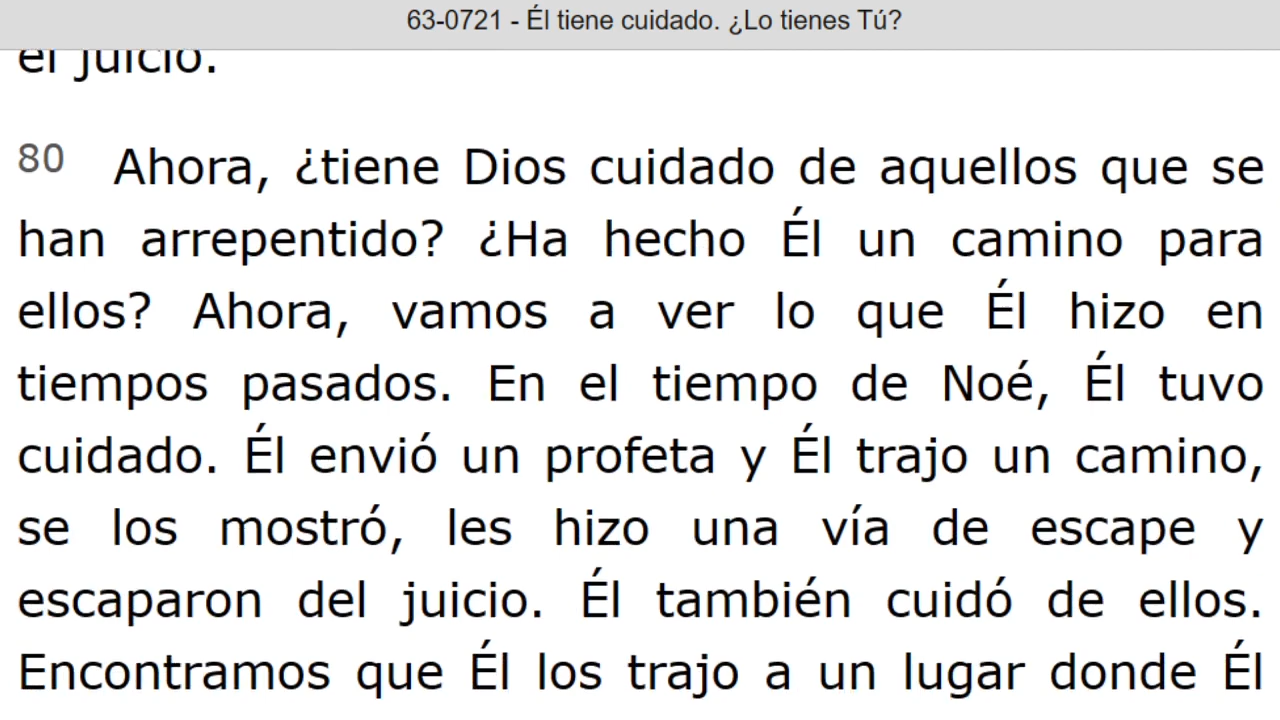 63-0721 - Él tiene cuidado. ¿Lo tienes Tú?
el juicio.
80 Ahora, ¿tiene Dios cuidado de aquellos que se
han arrepentido? ¿Ha hecho Él un camino para
ellos? Ahora, vamos a ver lo que Él hizo en
tiempos pasados. En el tiempo de Noé, Él tuvo
cuidado. Él envió un profeta y Él trajo un camino,
se los mostró, les hizo una vía de escape y
escaparon del juicio. Él también cuidó de ellos.
Encontramos que Él los trajo a un lugar donde Él